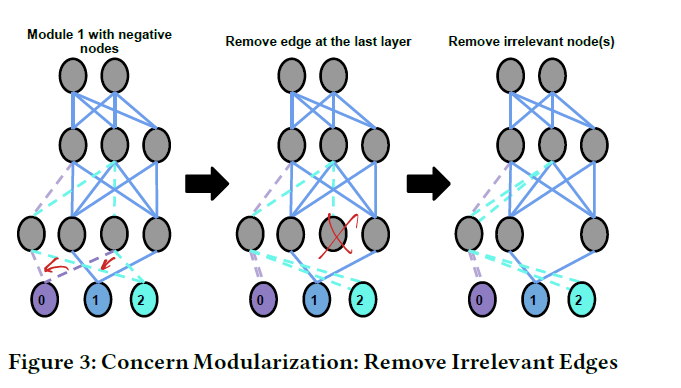 Module 1 with negative
nodes
Remove edge at the last layer
Remove irrelevant node(s)
0 1 2
0 1 2
0 1 2
Figure 3: Concern Modularization: Remove Irrelevant Edges